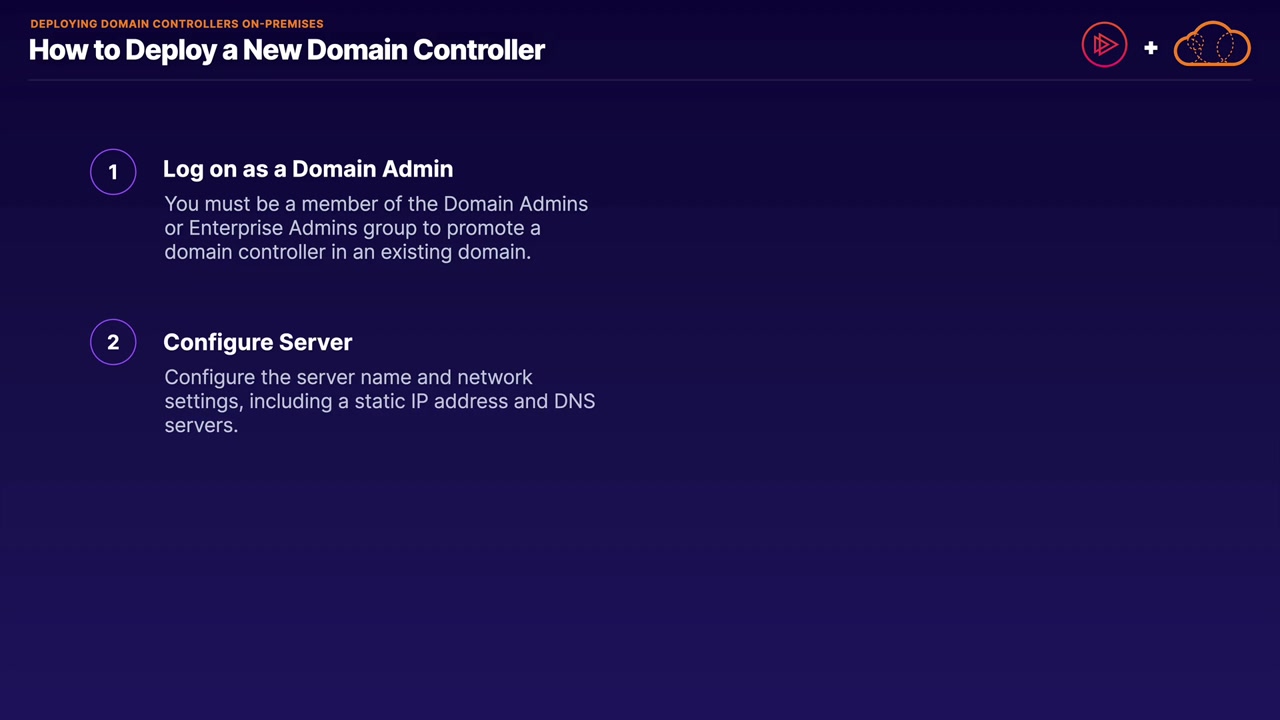 DEPLOYING DOMAIN CONTROLLERS ON-PREMISES
How to Deploy a New Domain Controller
+
1
Log on as a Domain Admin
You must be a member of the Domain Admins
or Enterprise Admins group to promote a
domain controller in an existing domain.
2
Configure Server
Configure the server name and network
settings, including a static IP address and DNS
servers.